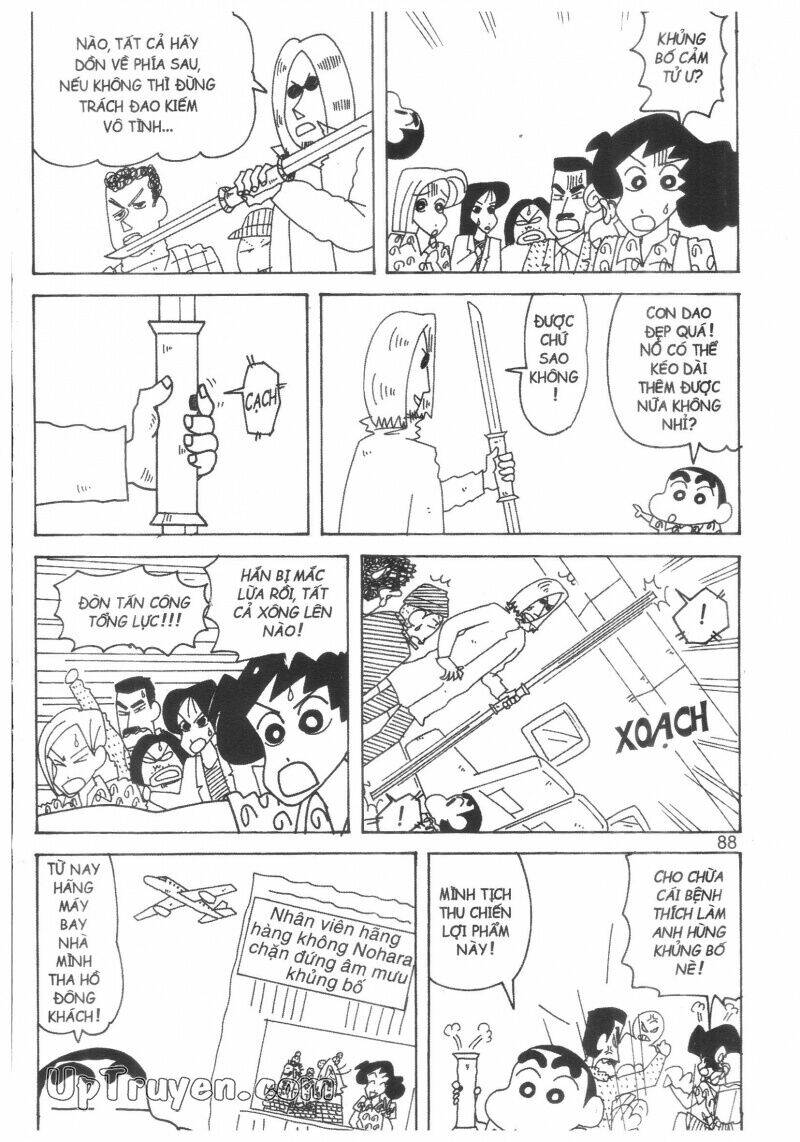 NÀO, TẤT CẢ HÃY
DỒN VỀ PHÍA SAU,
NẾU KHÔNG THÌ ĐỪNG
TRÁCH ĐAO KIẾM
VÔ TÌNH...
KHỦNG
BỐ CẢM
TỬ Ư?
CẠCH
ĐƯỢC
CHỨ
SAO
KHÔNG
!
CON DAO
ĐẸP QUÁ!
NÓ CÓ THỂ
KÉO DÀI
THÊM ĐƯỢC
NỮA KHÔNG
NHỈ?
ĐÒN TẤN CÔNG
TỔNG LỰC!!!
HẮN BỊ MẮC
LỪA RỒI, TẤT
CẢ XÔNG LÊN
NÀO!
!
XOẠCH
!
88
TỪ NAY
HÃNG
MÁY
BAY
NHÀ
MÌNH
THA HỒ
ĐÔNG
KHÁCH!
Nhân viên hãng
hàng không Nohara
chặn đứng âm mưu
khủng bố
MÌNH TỊCH
THU CHIẾN
LỢI PHẨM
NÀY!
CHO CHỪA
CÁI BỆNH
THÍCH LÀM
ANH HÙNG
KHỦNG BỐ
NÈ!
UpTruyen.com